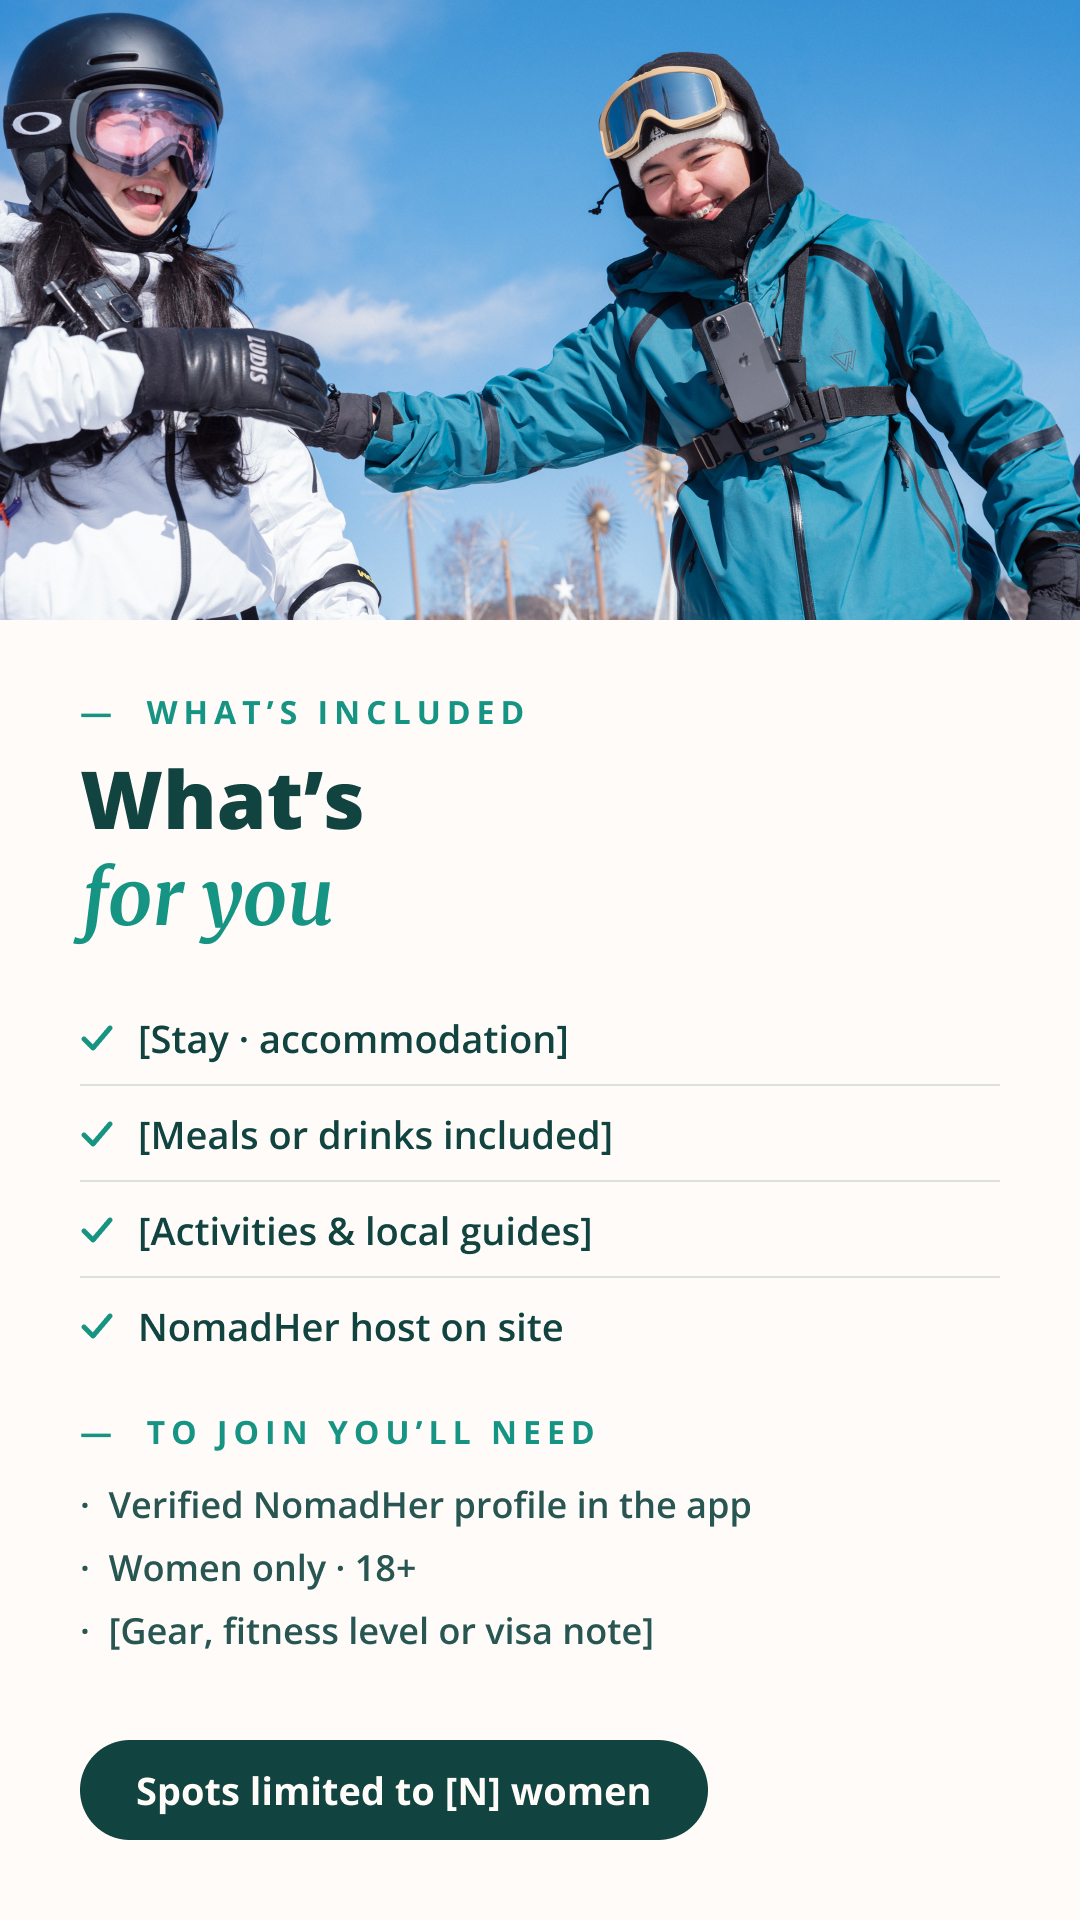 SIDUN
— WHAT’S INCLUDED
What’s
for you
[Stay · accommodation]
[Meals or drinks included]
[Activities & local guides]
NomadHer host on site
— TO JOIN YOU’LL NEED
· Verified NomadHer profile in the app
· Women only · 18+
· [Gear, fitness level or visa note]
Spots limited to [N] women